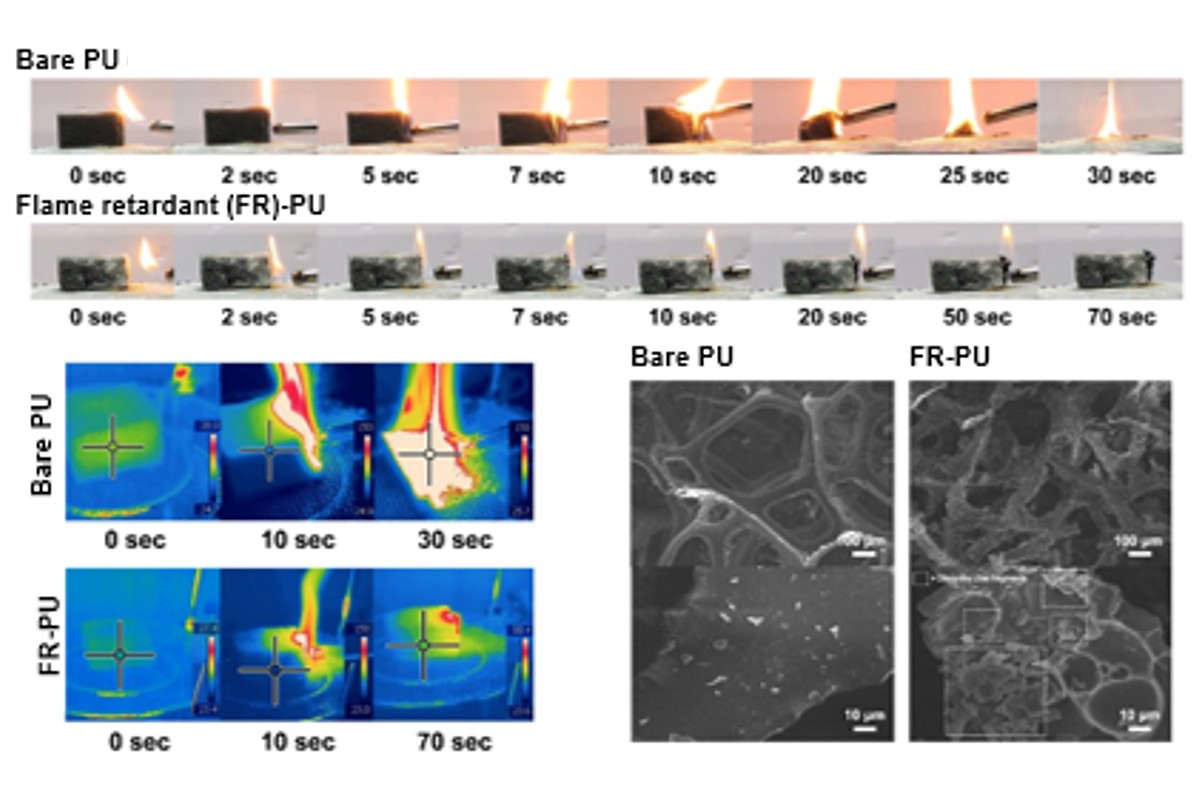 Bare PU
0 sec 2 sec 5 sec 7 sec 10 sec 20 sec 25 sec 30 sec
Flame retardant (FR)-PU
0 sec 2 sec 5 sec 7 sec 10 sec 20 sec 50 sec 70 sec
Bare PU
0 sec 10 sec 30 sec
FR-PU
0 sec 10 sec 70 sec
Bare PU FR-PU
100 µm
10 µm 10 µm